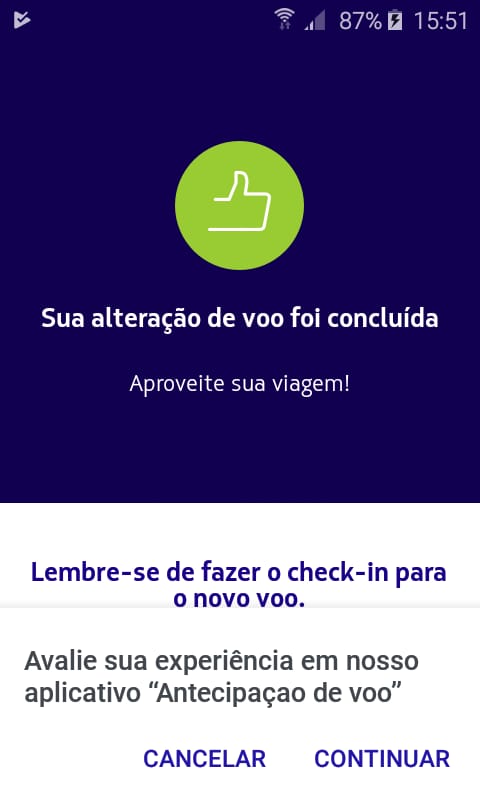 87% 15:51
Sua alteração de voo foi concluída
Aproveite sua viagem!
Lembre-se de fazer o check-in para
o novo voo.
Avalie sua experiência em nosso
aplicativo “Antecipaçao de voo”
CANCELAR CONTINUAR